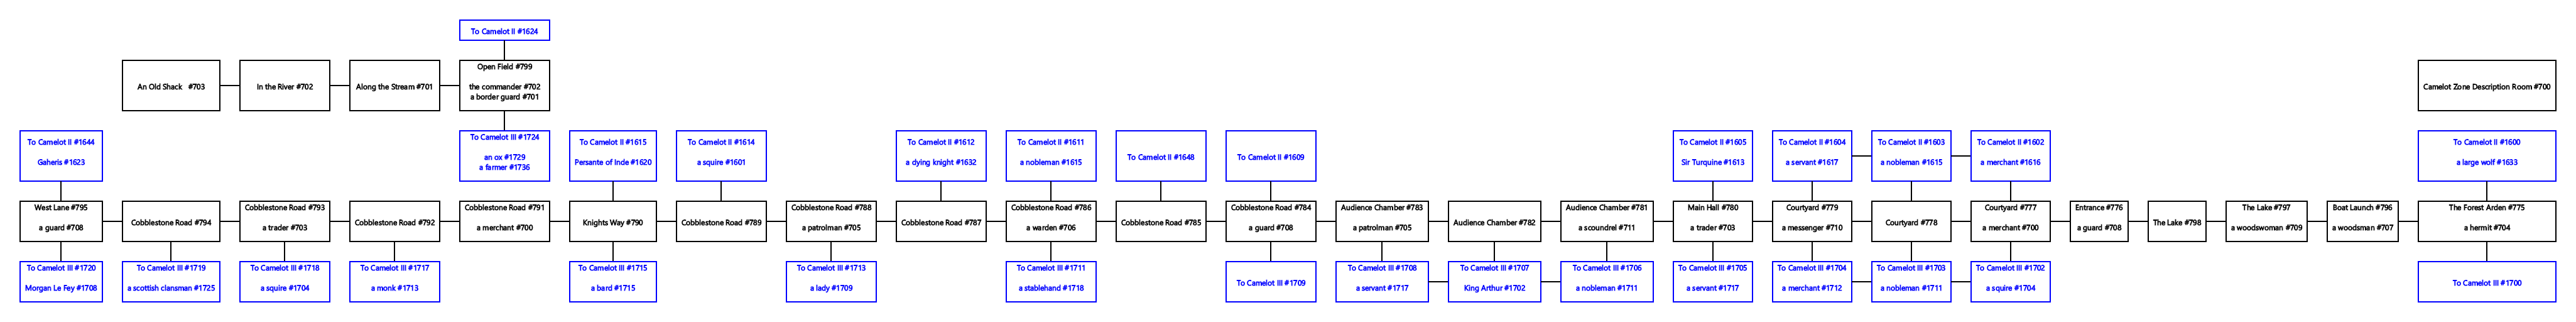 To Camelot II #1624
An Old Shack #703
In the River #702
Along the Stream #701
Open Field #799
the commander #702
a border guard #701
Camelot Zone Description Room #700
To Camelot II #1644
Gaheris #1623
To Camelot III #1724
an ox #1729
a farmer #1736
To Camelot II #1615
Persante of Inde #1620
To Camelot II #1614
a squire #1601
To Camelot II #1612
a dying knight #1632
To Camelot II #1611
a nobleman #1615
To Camelot II #1648
To Camelot II #1609
To Camelot II #1605
Sir Turquine #1613
To Camelot II #1604
a servant #1617
To Camelot II #1603
a nobleman #1615
To Camelot II #1602
a merchant #1616
To Camelot II #1600
a large wolf #1633
West Lane #795
a guard #708
Cobblestone Road #794
Cobblestone Road #793
a trader #703
Cobblestone Road #792
Cobblestone Road #791
a merchant #700
Knights Way #790
Cobblestone Road #789
Cobblestone Road #788
a patrolman #705
Cobblestone Road #787
Cobblestone Road #786
a warden #706
Cobblestone Road #785
Cobblestone Road #784
a guard #708
Audience Chamber #783
a patrolman #705
Audience Chamber #782
Audience Chamber #781
a scoundrel #711
Main Hall #780
a trader #703
Courtyard #779
a messenger #710
Courtyard #778
Courtyard #777
a merchant #700
Entrance #776
a guard #708
The Lake #798
The Lake #797
a woodswoman #709
Boat Launch #796
a woodsman #707
The Forest Arden #775
a hermit #704
To Camelot III #1720
Morgan Le Fey #1708
To Camelot III #1719
a scottish clansman #1725
To Camelot III #1718
a squire #1704
To Camelot III #1717
a monk #1713
To Camelot III #1715
a bard #1715
To Camelot III #1713
a lady #1709
To Camelot III #1711
a stablehand #1718
To Camelot III #1709
To Camelot III #1708
a servant #1717
To Camelot III #1707
King Arthur #1702
To Camelot III #1706
a nobleman #1711
To Camelot III #1705
a servant #1717
To Camelot III #1704
a merchant #1712
To Camelot III #1703
a nobleman #1711
To Camelot III #1702
a squire #1704
To Camelot III #1700